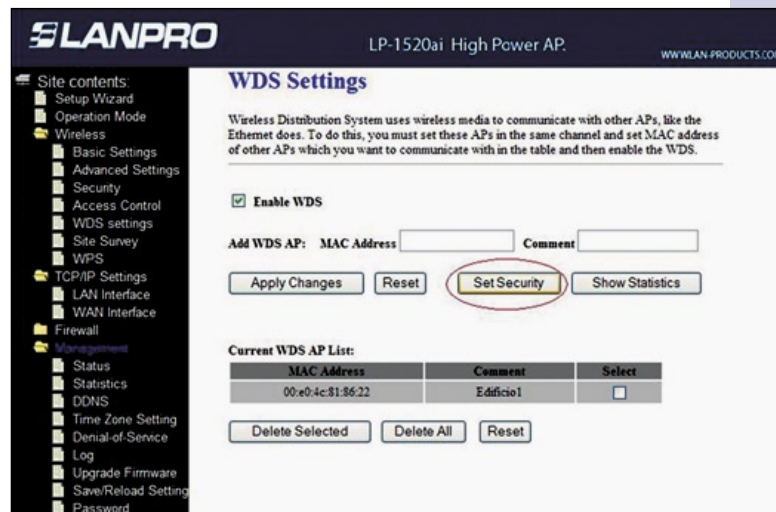 LANPRO
LP-1520ai High Power AP.
WWW.LAN-PRODUCTS.CO
Site contents:
Setup Wizard
Operation Mode
Wireless
Basic Settings
Advanced Settings
Security
Access Control
WDS settings
Site Survey
WPS
TCP/IP Settings
LAN Interface
WAN Interface
Firewall
Management
Status
Statistics
DDNS
Time Zone Setting
Denial-of-Service
Log
Upgrade Firmware
Save/Reload Setting
Password
WDS Settings
Wireless Distribution System uses wireless media to communicate with other APs, like the
Ethernet does. To do this, you must set these APs in the same channel and set MAC address
of other APs which you want to communicate with in the table and then enable the WDS.
Enable WDS
Add WDS AP: MAC Address Comment
Apply Changes Reset Set Security Show Statistics
Current WDS AP List:
MAC Address Comment Select
00:e0:4c:81:86:22 Edificio1
Delete Selected Delete All Reset